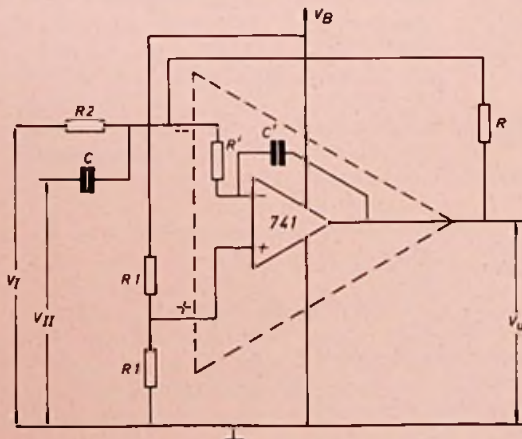 V_B
R2
R
C'
R'
C
−
741
+
V_I
V_II
R1
+
V_u
R1